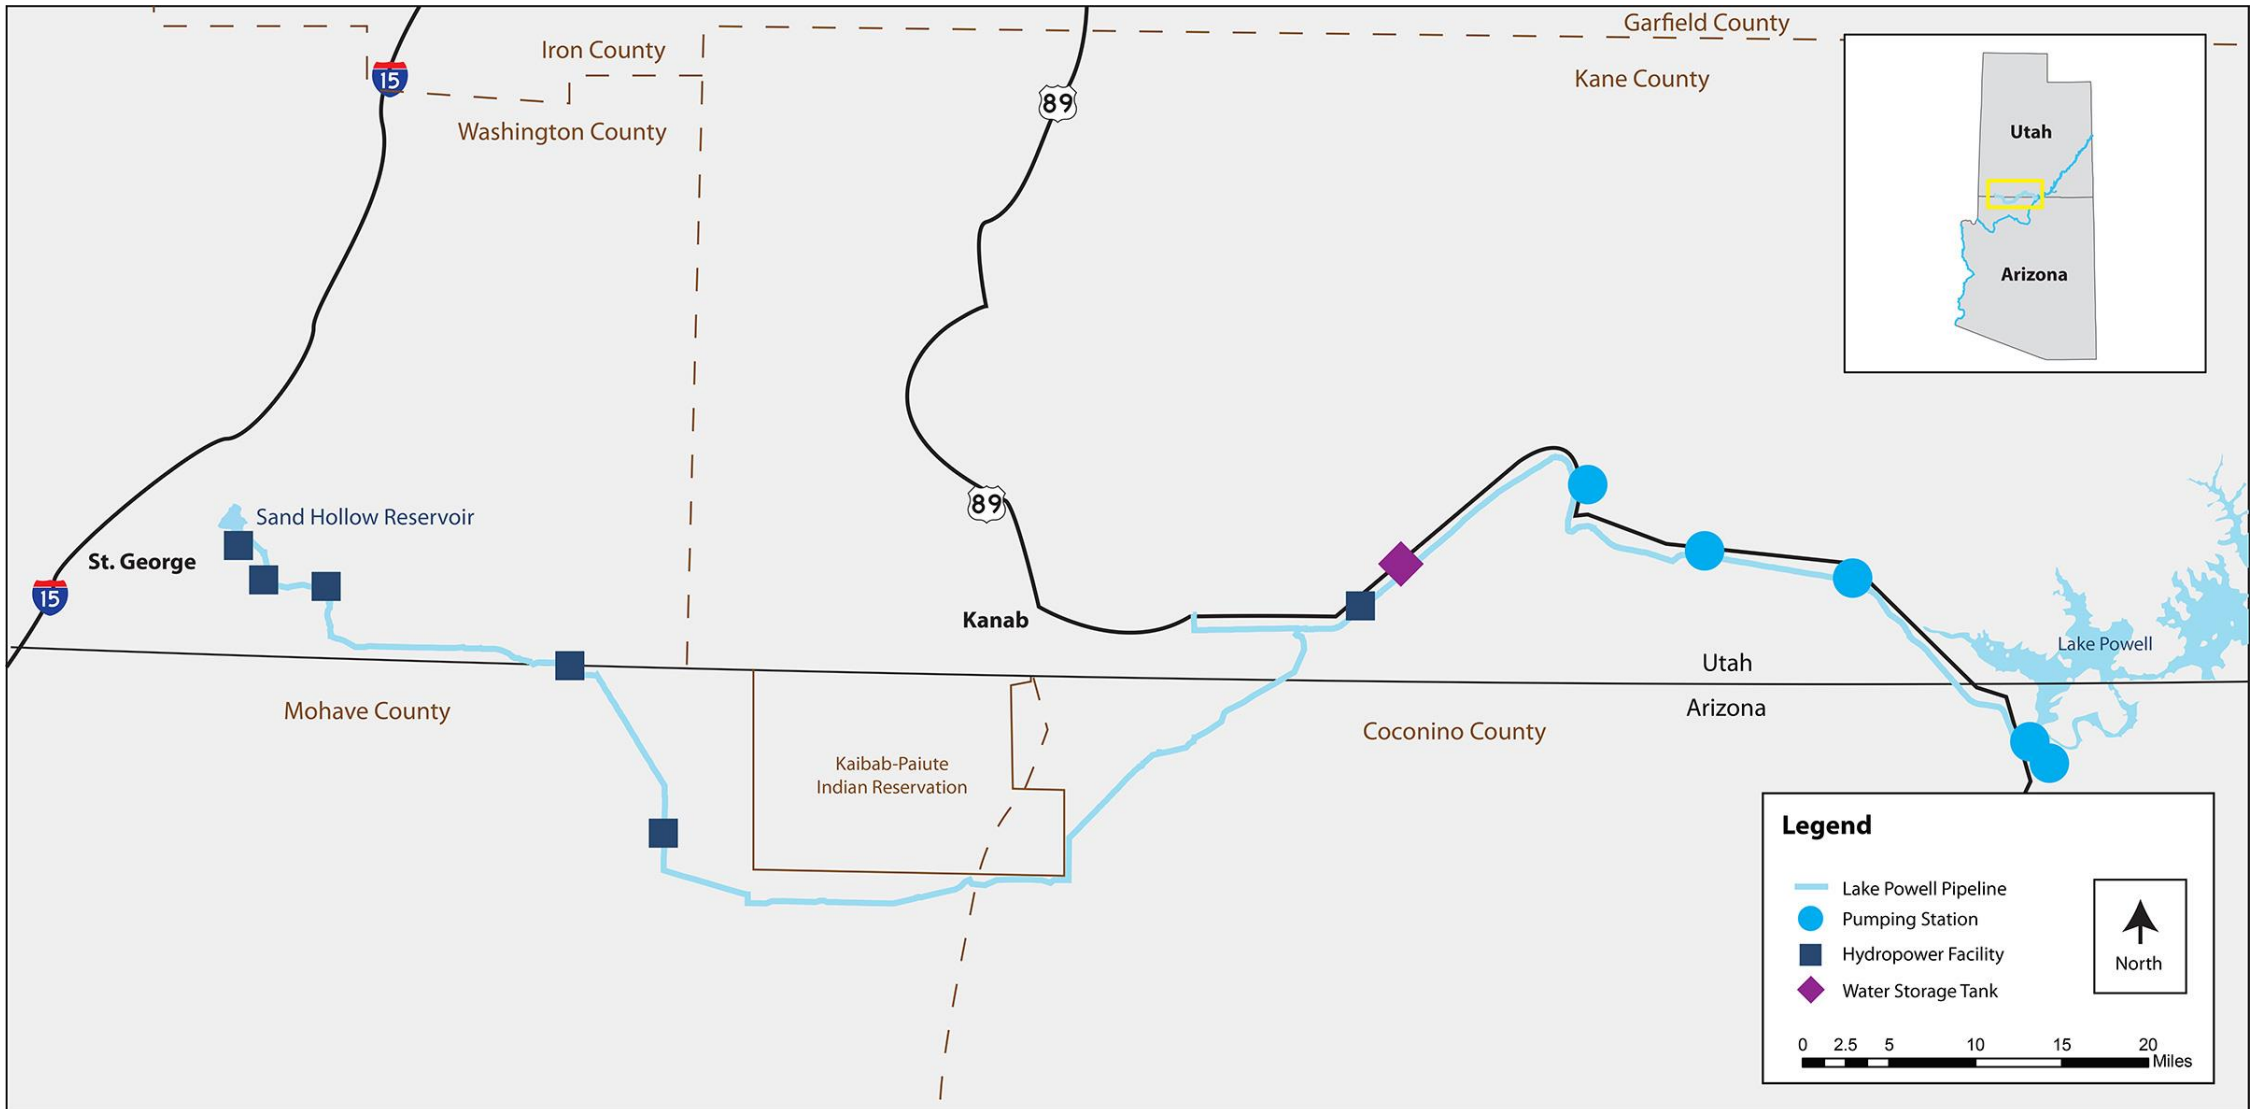 Garfield County
Iron County
Kane County
15
89
Washington County
Utah
Arizona
89
Sand Hollow Reservoir
St. George
15
Kanab
Lake Powell
Utah
Arizona
Mohave County
Coconino County
Kaibab-Paiute
Indian Reservation
Legend
Lake Powell Pipeline
Pumping Station
Hydropower Facility
Water Storage Tank
North
0 2.5 5 10 15 20
Miles